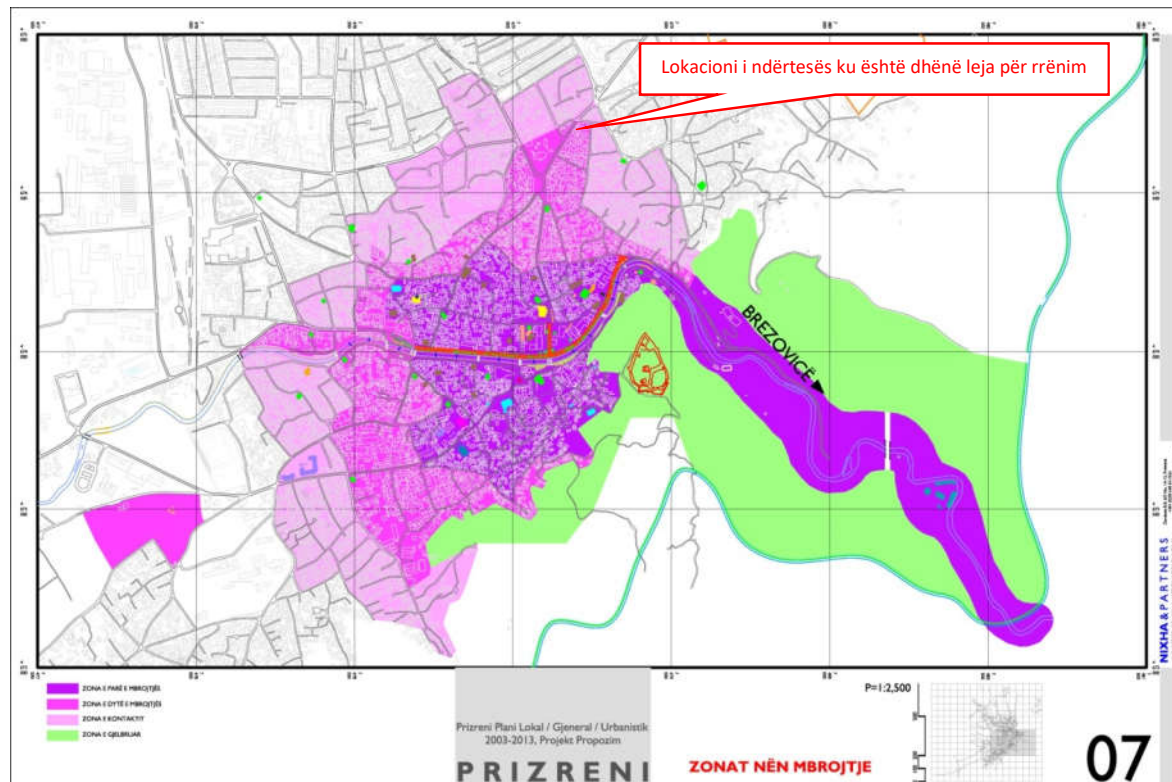 Lokacioni i ndërtesës ku është dhënë leja për rrënim
BREZOVICË
ZONA E PARË E MBROJTJES
ZONA E DYTË E MBROJTJES
ZONA E KONTAKTIT
ZONA E GJELBRUAR
Prizreni Plani Lokal / Gjeneral / Urbanistik
2003-2013, Projekt Propozim
PRIZRENI
ZONAT NËN MBROJTJE
P=1:2,500
07
NIXHA&PARTNERS